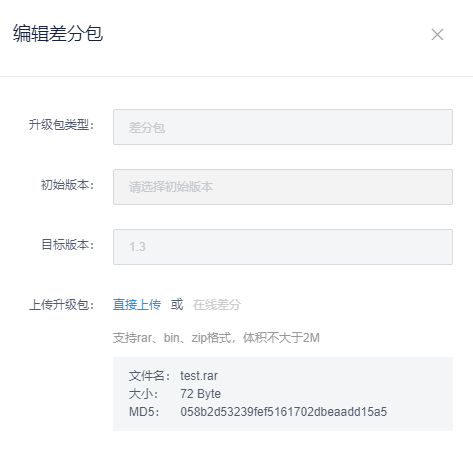 编辑差分包
升级包类型： 差分包
初始版本： 请选择初始版本
目标版本： 1.3
上传升级包： 直接上传 或 在线差分
支持rar、bin、zip格式，体积不大于2M
文件名： test.rar
大小： 72 Byte
MD5： 058b2d53239fef5161702dbeaadd15a5